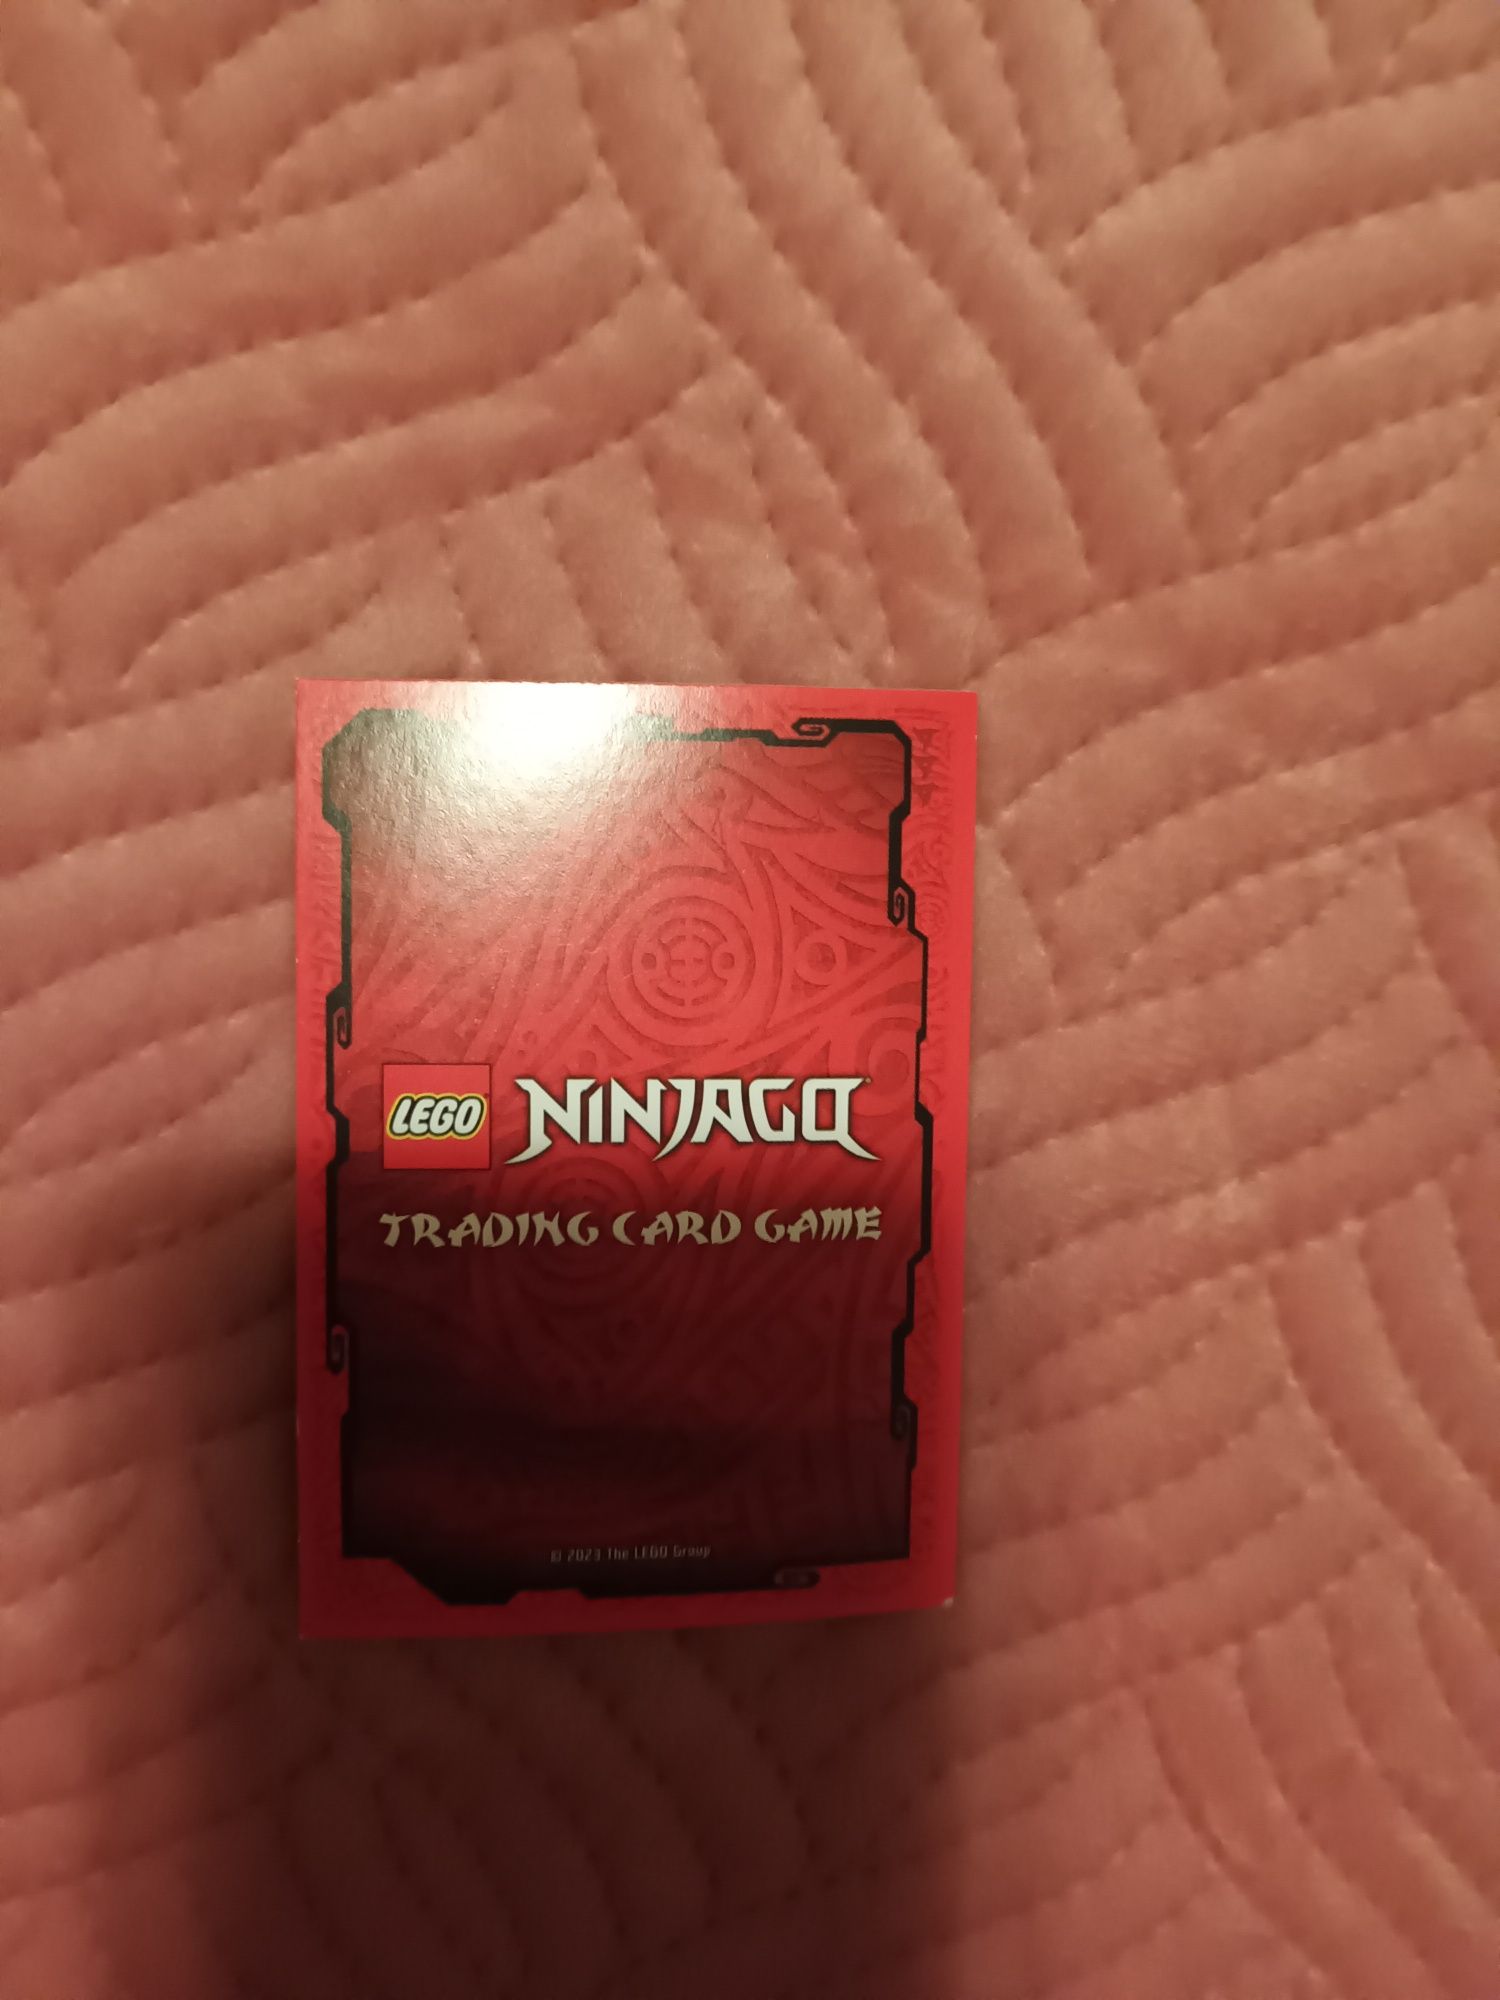 LEGO NINJAGO
TRADING CARD GAME
© 2023 The LEGO Group